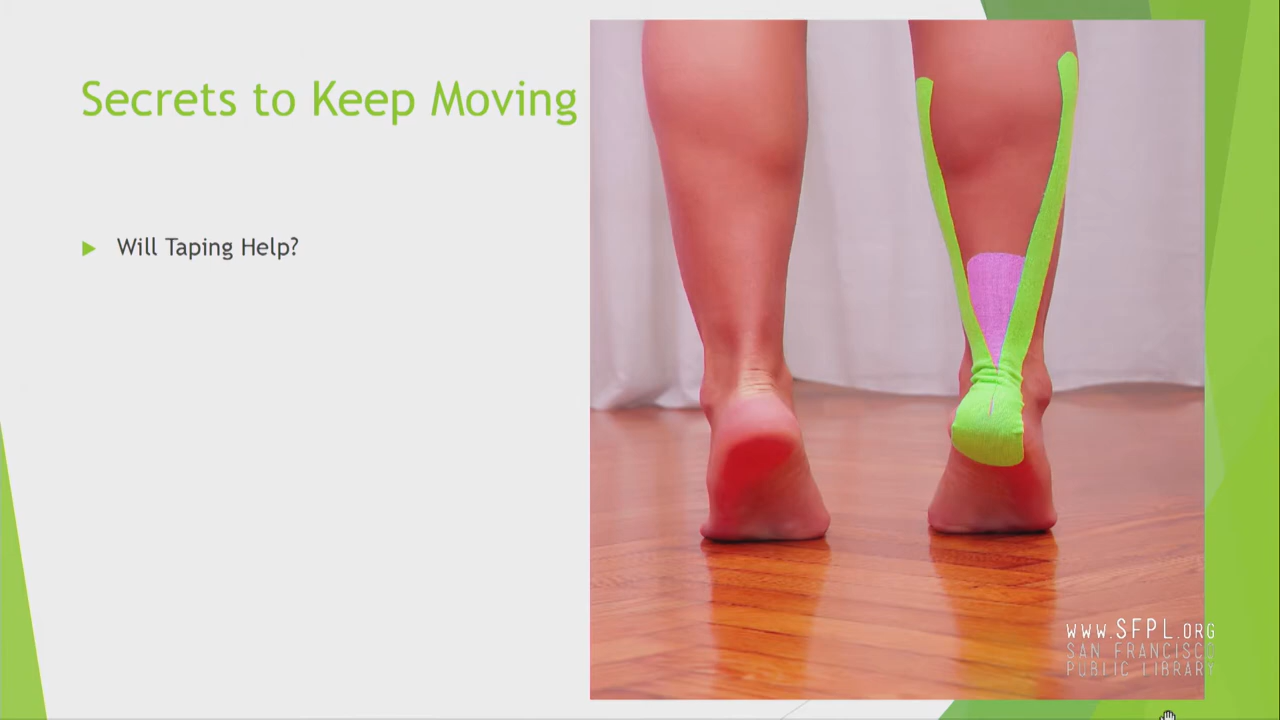 Secrets to Keep Moving
Will Taping Help?
www.SFPL.ORG
SAN FRANCISCO
PUBLIC LIBRARY